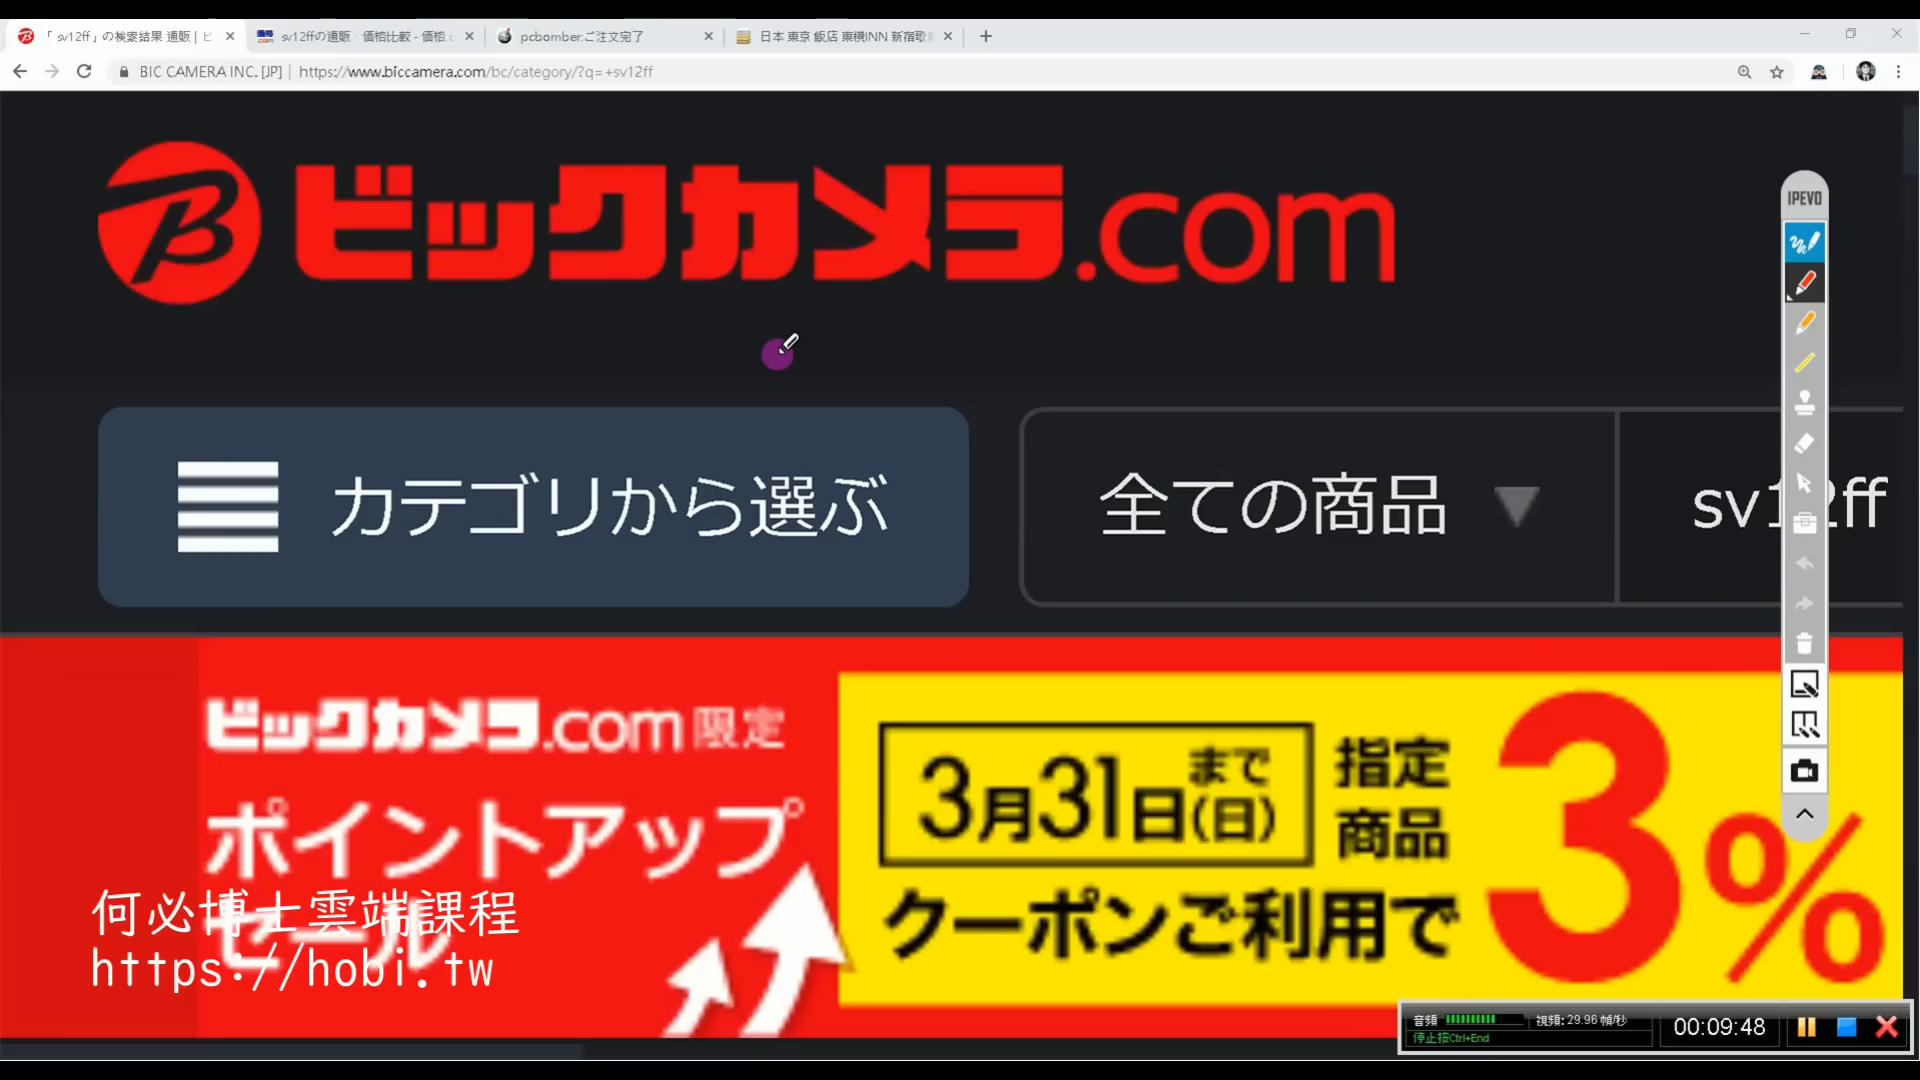 「 sv12ff」の検索結果 通販 | ビ
sv12ffの通販・価格比較 - 価格.c
pcbomber:ご注文完了
日本 東京 飯店 東横INN 新宿歌
BIC CAMERA INC. [JP] | https://www.biccamera.com/bc/category/?q=+sv12ff
ビックカメラ.com
IPEVO
カテゴリから選ぶ
全ての商品
sv12ff
ビックカメラ.com 限定
ポイントアップ
セール
3月31日(日)まで
指定商品
クーポンご利用で
3%
何必博士雲端課程
https://hobi.tw
音頻
視頻: 29.96 幀/秒
停止按Ctrl+End
00:09:48